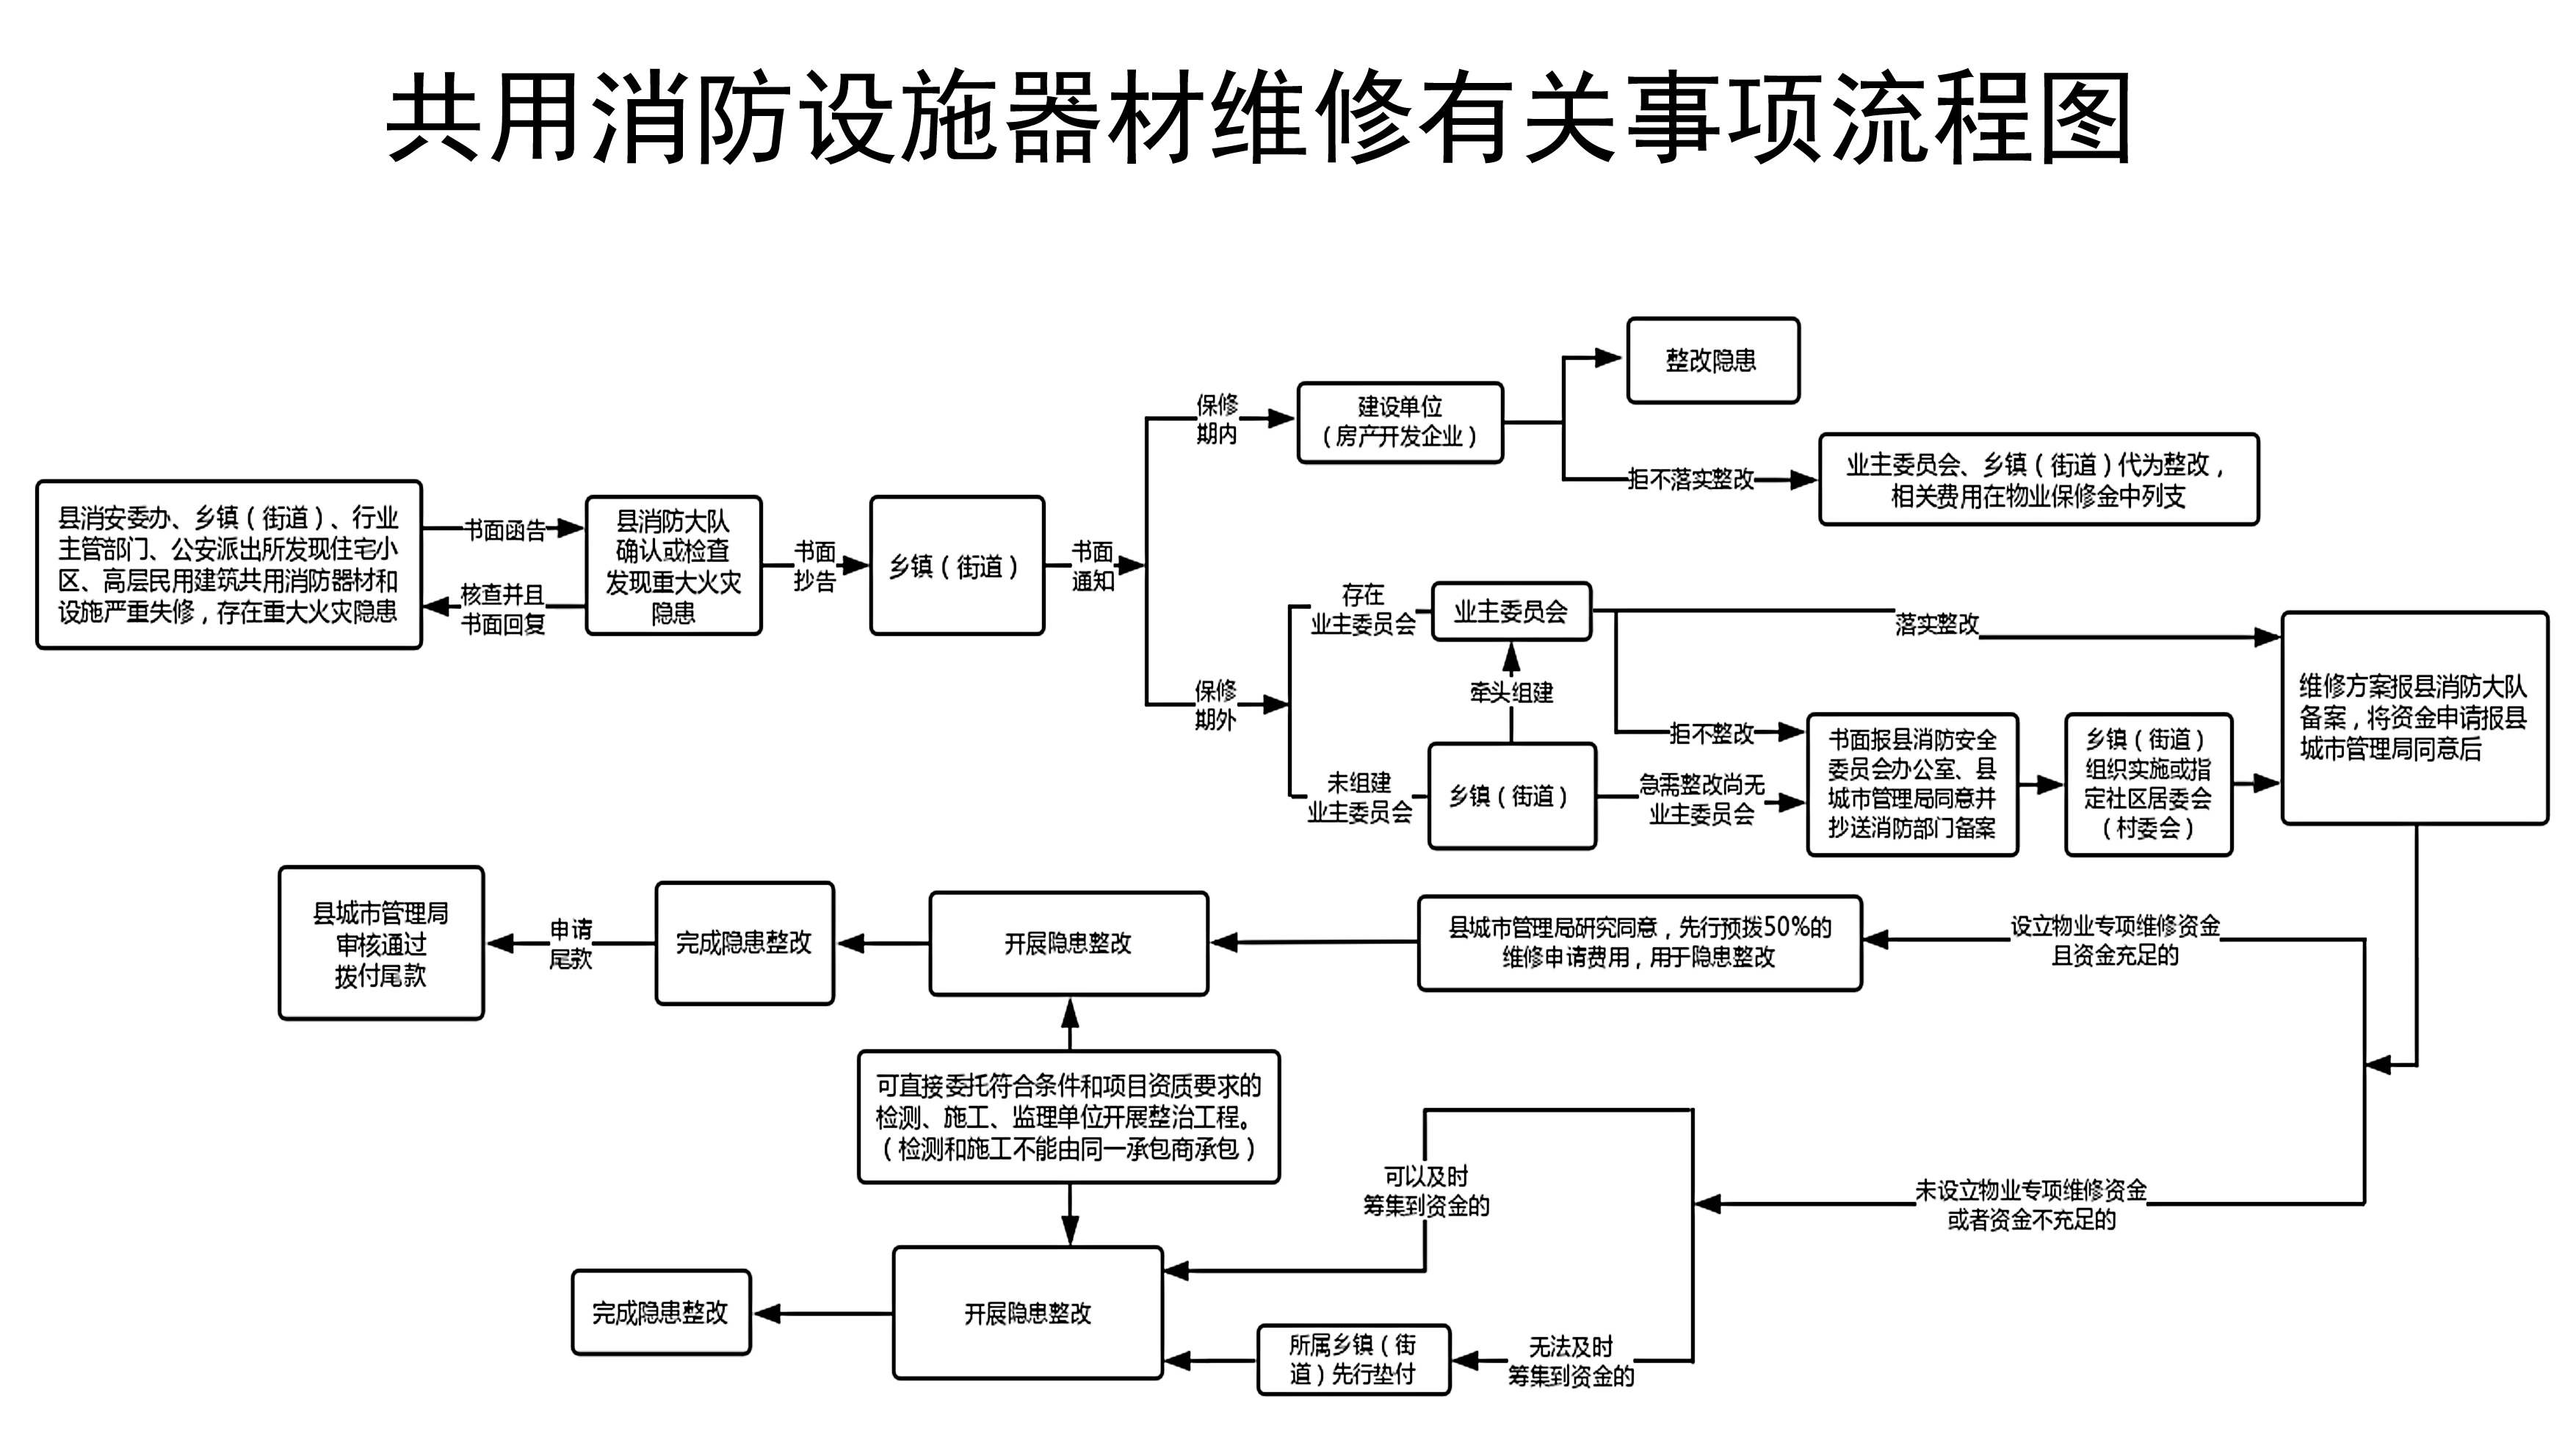 共用消防设施器材维修有关事项流程图
整改隐患
保修
期内
建设单位
（房产开发企业）
拒不落实整改
业主委员会、乡镇（街道）代为整改，
相关费用在物业保修金中列支
县消安委办、乡镇（街道）、行业
主管部门、公安派出所发现住宅小
区、高层民用建筑共用消防器材和
设施严重失修，存在重大火灾隐患
书面函告
核查并且
书面回复
县消防大队
确认或检查
发现重大火灾
隐患
书面
抄告
乡镇（街道）
书面
通知
保修
期外
存在
业主委员会
业主委员会
落实整改
牵头组建
拒不整改
未组建
业主委员会
乡镇（街道）
急需整改尚无
业主委员会
书面报县消防安全
委员会办公室、县
城市管理局同意并
抄送消防部门备案
乡镇（街道）
组织实施或指
定社区居委会
（村委会）
维修方案报县消防大队
备案，将资金申请报县
城市管理局同意后
县城市管理局
审核通过
拨付尾款
申请
尾款
完成隐患整改
开展隐患整改
县城市管理局研究同意，先行预拨50%的
维修申请费用，用于隐患整改
设立物业专项维修资金
且资金充足的
可直接委托符合条件和项目资质要求的
检测、施工、监理单位开展整治工程。
（检测和施工不能由同一承包商承包）
可以及时
筹集到资金的
未设立物业专项维修资金
或者资金不充足的
完成隐患整改
开展隐患整改
所属乡镇（街
道）先行垫付
无法及时
筹集到资金的